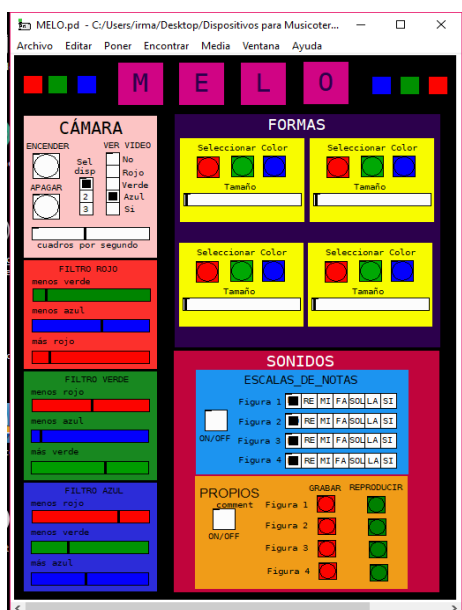 MELO.pd - C:/Users/irma/Desktop/Dispositivos para Musicoter...
Archivo Editar Poner Encontrar Media Ventana Ayuda
M E L O
CÁMARA
ENCENDER
VER VIDEO
Sel
disp
No
Rojo
Verde
Azul
Si
APAGAR
2
3
cuadros por segundo
FILTRO ROJO
menos verde
menos azul
más rojo
FILTRO VERDE
menos rojo
menos azul
más verde
FILTRO AZUL
menos rojo
menos verde
más azul
FORMAS
Seleccionar Color
Tamaño
Seleccionar Color
Tamaño
Seleccionar Color
Tamaño
Seleccionar Color
Tamaño
SONIDOS
ESCALAS_DE_NOTAS
ON/OFF
Figura 1 RE MI FA SOL LA SI
Figura 2 RE MI FA SOL LA SI
Figura 3 RE MI FA SOL LA SI
Figura 4 RE MI FA SOL LA SI
PROPIOS
comment
ON/OFF
GRABAR REPRODUCIR
Figura 1
Figura 2
Figura 3
Figura 4